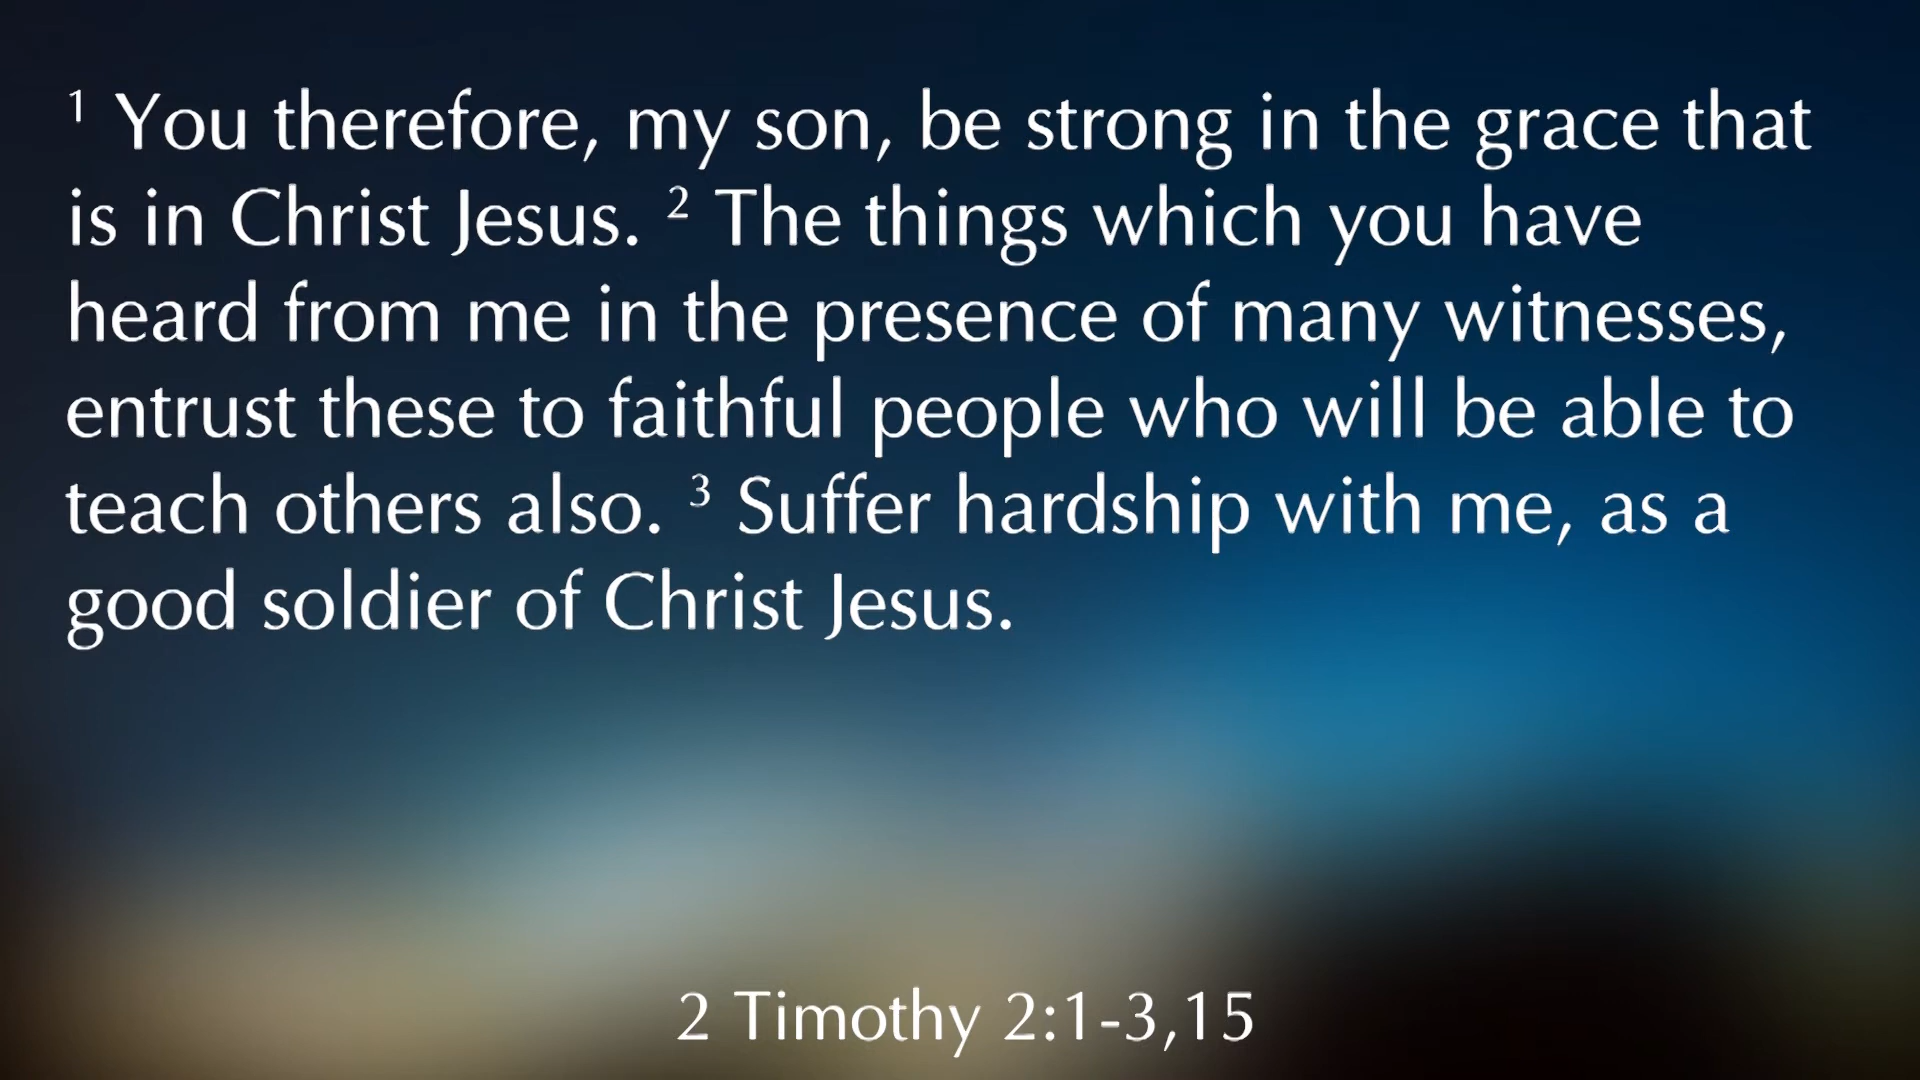 1 You therefore, my son, be strong in the grace that
is in Christ Jesus. 2 The things which you have
heard from me in the presence of many witnesses,
entrust these to faithful people who will be able to
teach others also. 3 Suffer hardship with me, as a
good soldier of Christ Jesus.
2 Timothy 2:1-3,15